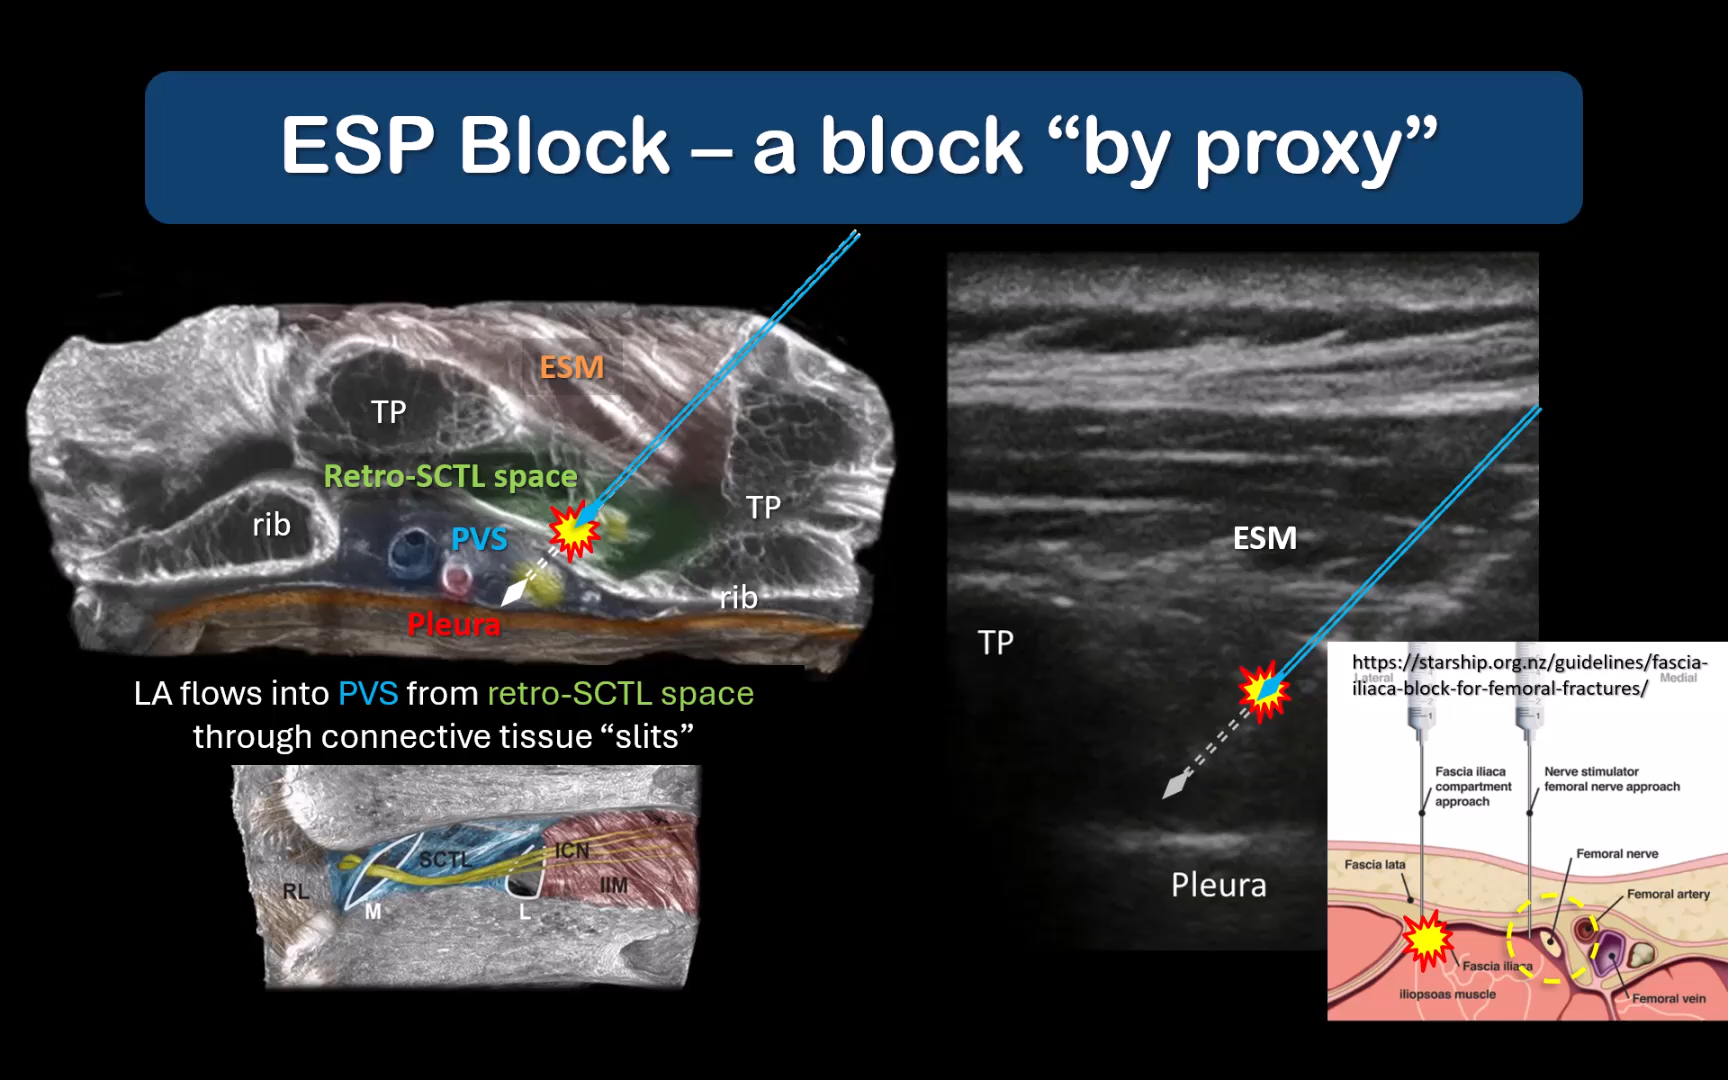 ESP Block – a block “by proxy”
ESM
TP
Retro-SCTL space
TP
rib
PVS
rib
Pleura
LA flows into PVS from retro-SCTL space
through connective tissue “slits”
SCTL
ICN
RL
IIM
M
L
ESM
TP
Pleura
https://starship.org.nz/guidelines/fascia-
iliaca-block-for-femoral-fractures/
Lateral
Medial
1
1
Fascia iliaca
compartment
approach
Nerve stimulator
femoral nerve approach
Femoral nerve
Fascia lata
Femoral artery
Fascia iliaca
iliopsoas muscle
Femoral vein